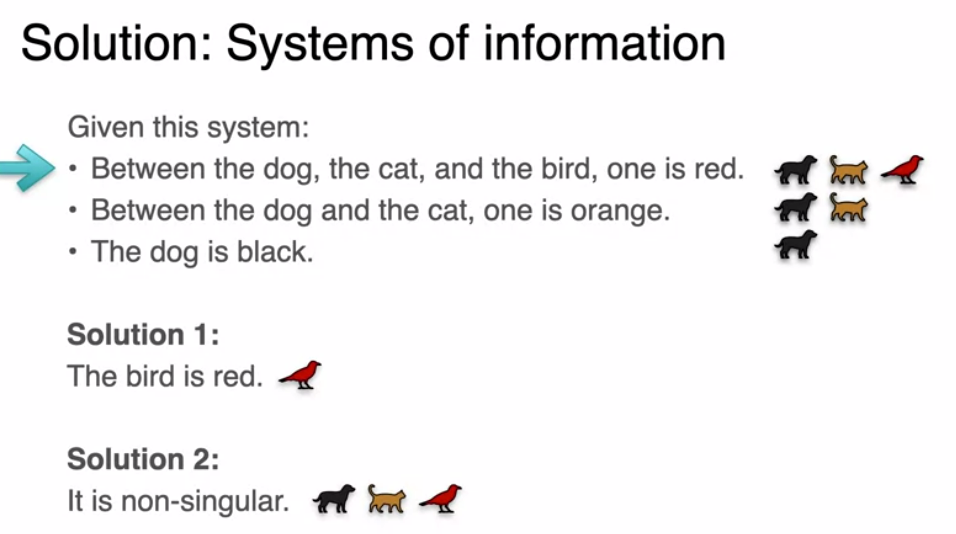 Solution: Systems of information
Given this system:
• Between the dog, the cat, and the bird, one is red.
• Between the dog and the cat, one is orange.
• The dog is black.
Solution 1:
The bird is red.
Solution 2:
It is non-singular.